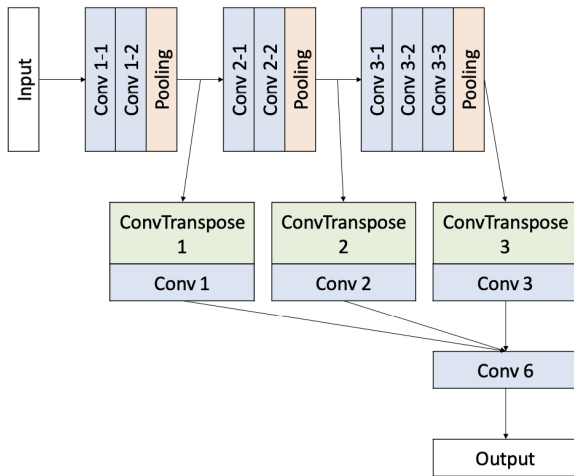 Input
Conv 1-1
Conv 1-2
Pooling
Conv 2-1
Conv 2-2
Pooling
Conv 3-1
Conv 3-2
Conv 3-3
Pooling
ConvTranspose
1
Conv 1
ConvTranspose
2
Conv 2
ConvTranspose
3
Conv 3
Conv 6
Output